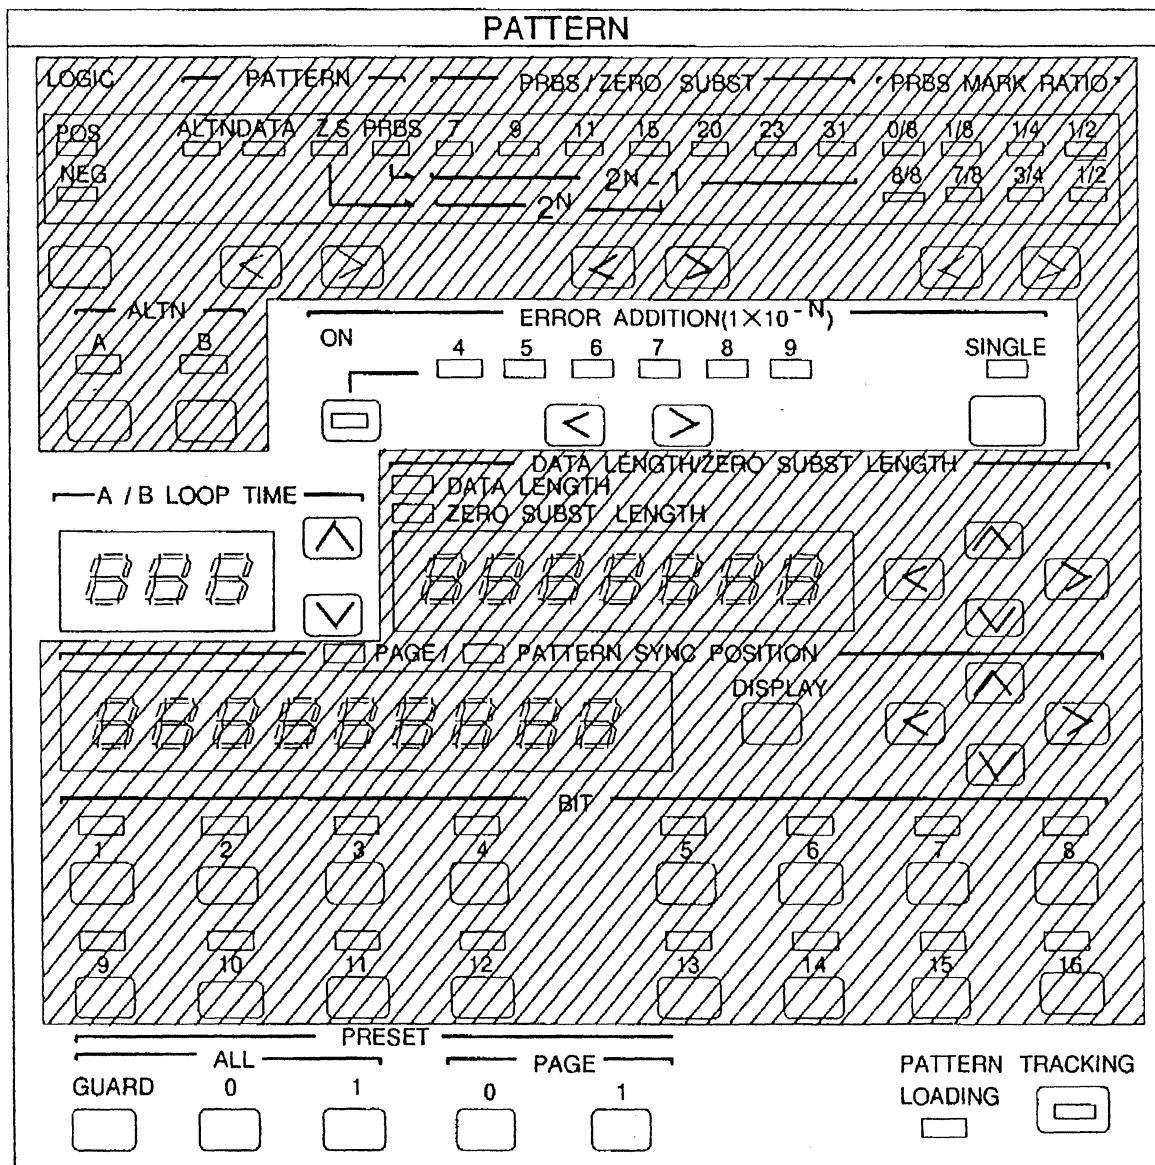 PATTERN
LOGIC PATTERN PRBS / ZERO SUBST PRBS MARK RATIO
POS ALTN DATA Z S PRBS 7 9 11 15 20 23 31 0/8 1/8 1/4 1/2
NEG 2N - 1 8/8 7/8 3/4 1/2
2N
< > < > < >
ALTN ERROR ADDITION(1×10-N)
A B ON 4 5 6 7 8 9 SINGLE
< >
DATA LENGTH/ZERO SUBST LENGTH
A / B LOOP TIME DATA LENGTH
ZERO SUBST LENGTH
888 8888888
PAGE / PATTERN SYNC POSITION
888888888 DISPLAY
BIT
1 2 3 4 5 6 7 8
9 10 11 12 13 14 15 16
PRESET
ALL PAGE PATTERN TRACKING
GUARD 0 1 0 1 LOADING